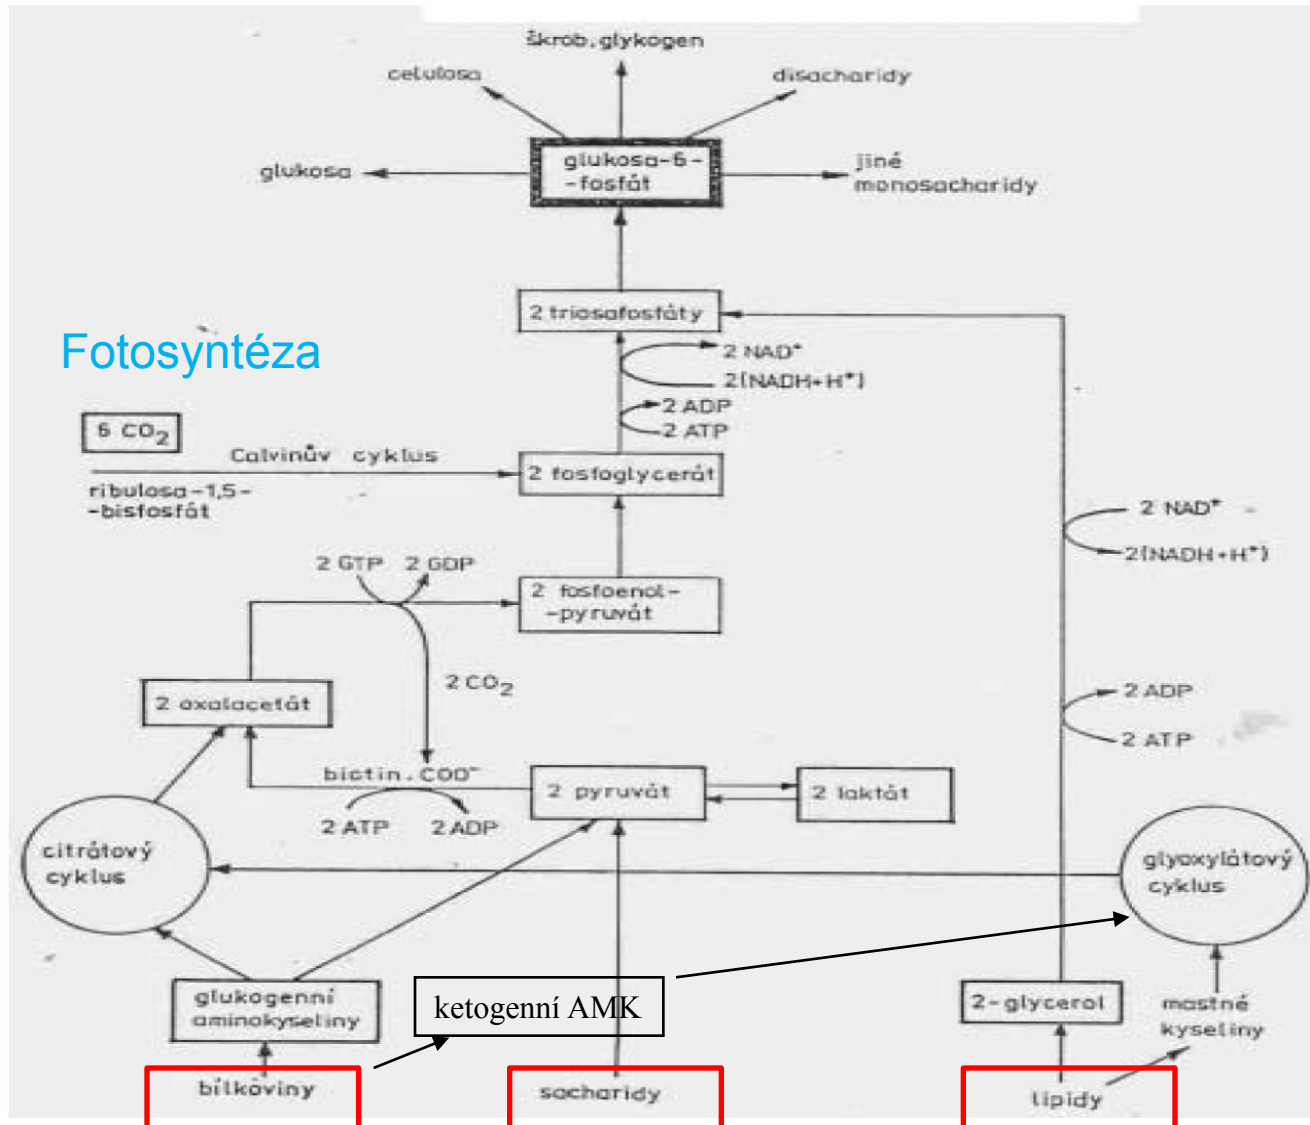 škrob, glykogen
celulosa
disacharidy
glukosa
glukosa-6-
-fosfát
jiné
monosacharidy
2 triosafosfáty
Fotosyntéza
2 NAD⁺
2(NADH+H⁺)
2 ADP
2 ATP
6 CO₂
Calvinův cyklus
2 fosfoglycerát
ribulosa-1,5-
-bisfosfát
2 NAD⁺
2(NADH+H⁺)
2 GTP 2 GDP
2 fosfoenol-
-pyruvát
2 CO₂
2 oxalacetát
2 ADP
2 ATP
biotin.COO⁻
2 pyruvát
2 laktát
2 ATP 2 ADP
citrátový
cyklus
glyoxylátový
cyklus
glukogenní
aminokyseliny
ketogenní AMK
2-glycerol
mastné
kyseliny
bílkoviny
sacharidy
lipidy